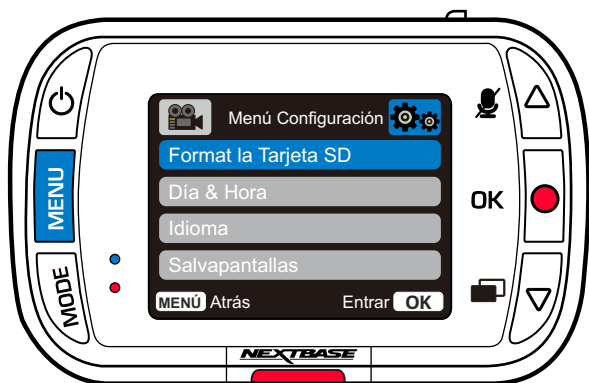 Menú Configuración
Format la Tarjeta SD
Día & Hora
Idioma
Salvapantallas
MENÚ Atrás Entrar OK
MENU
MODE
OK
NEXTBASE